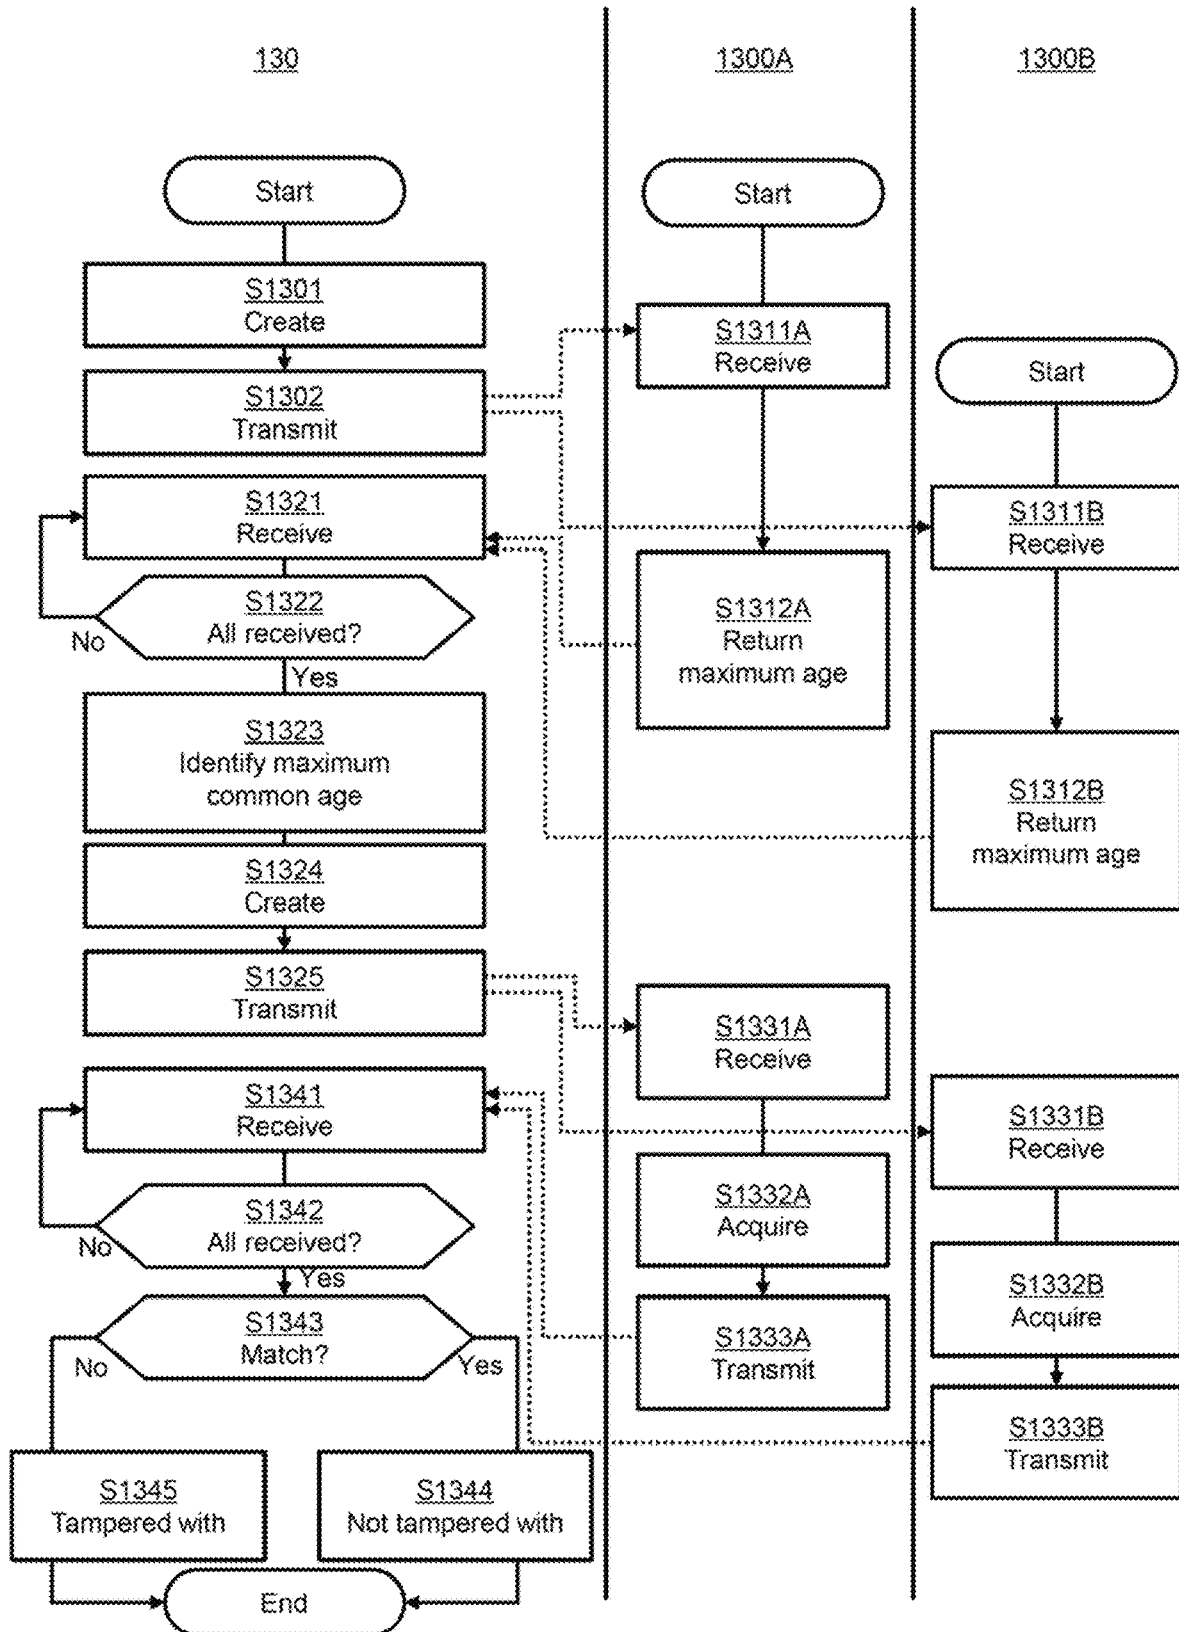 130
1300A
1300B
Start
S1301
Create
S1302
Transmit
S1321
Receive
S1322
All received?
No
Yes
S1323
Identify maximum
common age
S1324
Create
S1325
Transmit
S1341
Receive
S1342
All received?
No
Yes
S1343
Match?
No
Yes
S1345
Tampered with
S1344
Not tampered with
End
Start
S1311A
Receive
S1312A
Return
maximum age
S1331A
Receive
S1332A
Acquire
S1333A
Transmit
Start
S1311B
Receive
S1312B
Return
maximum age
S1331B
Receive
S1332B
Acquire
S1333B
Transmit